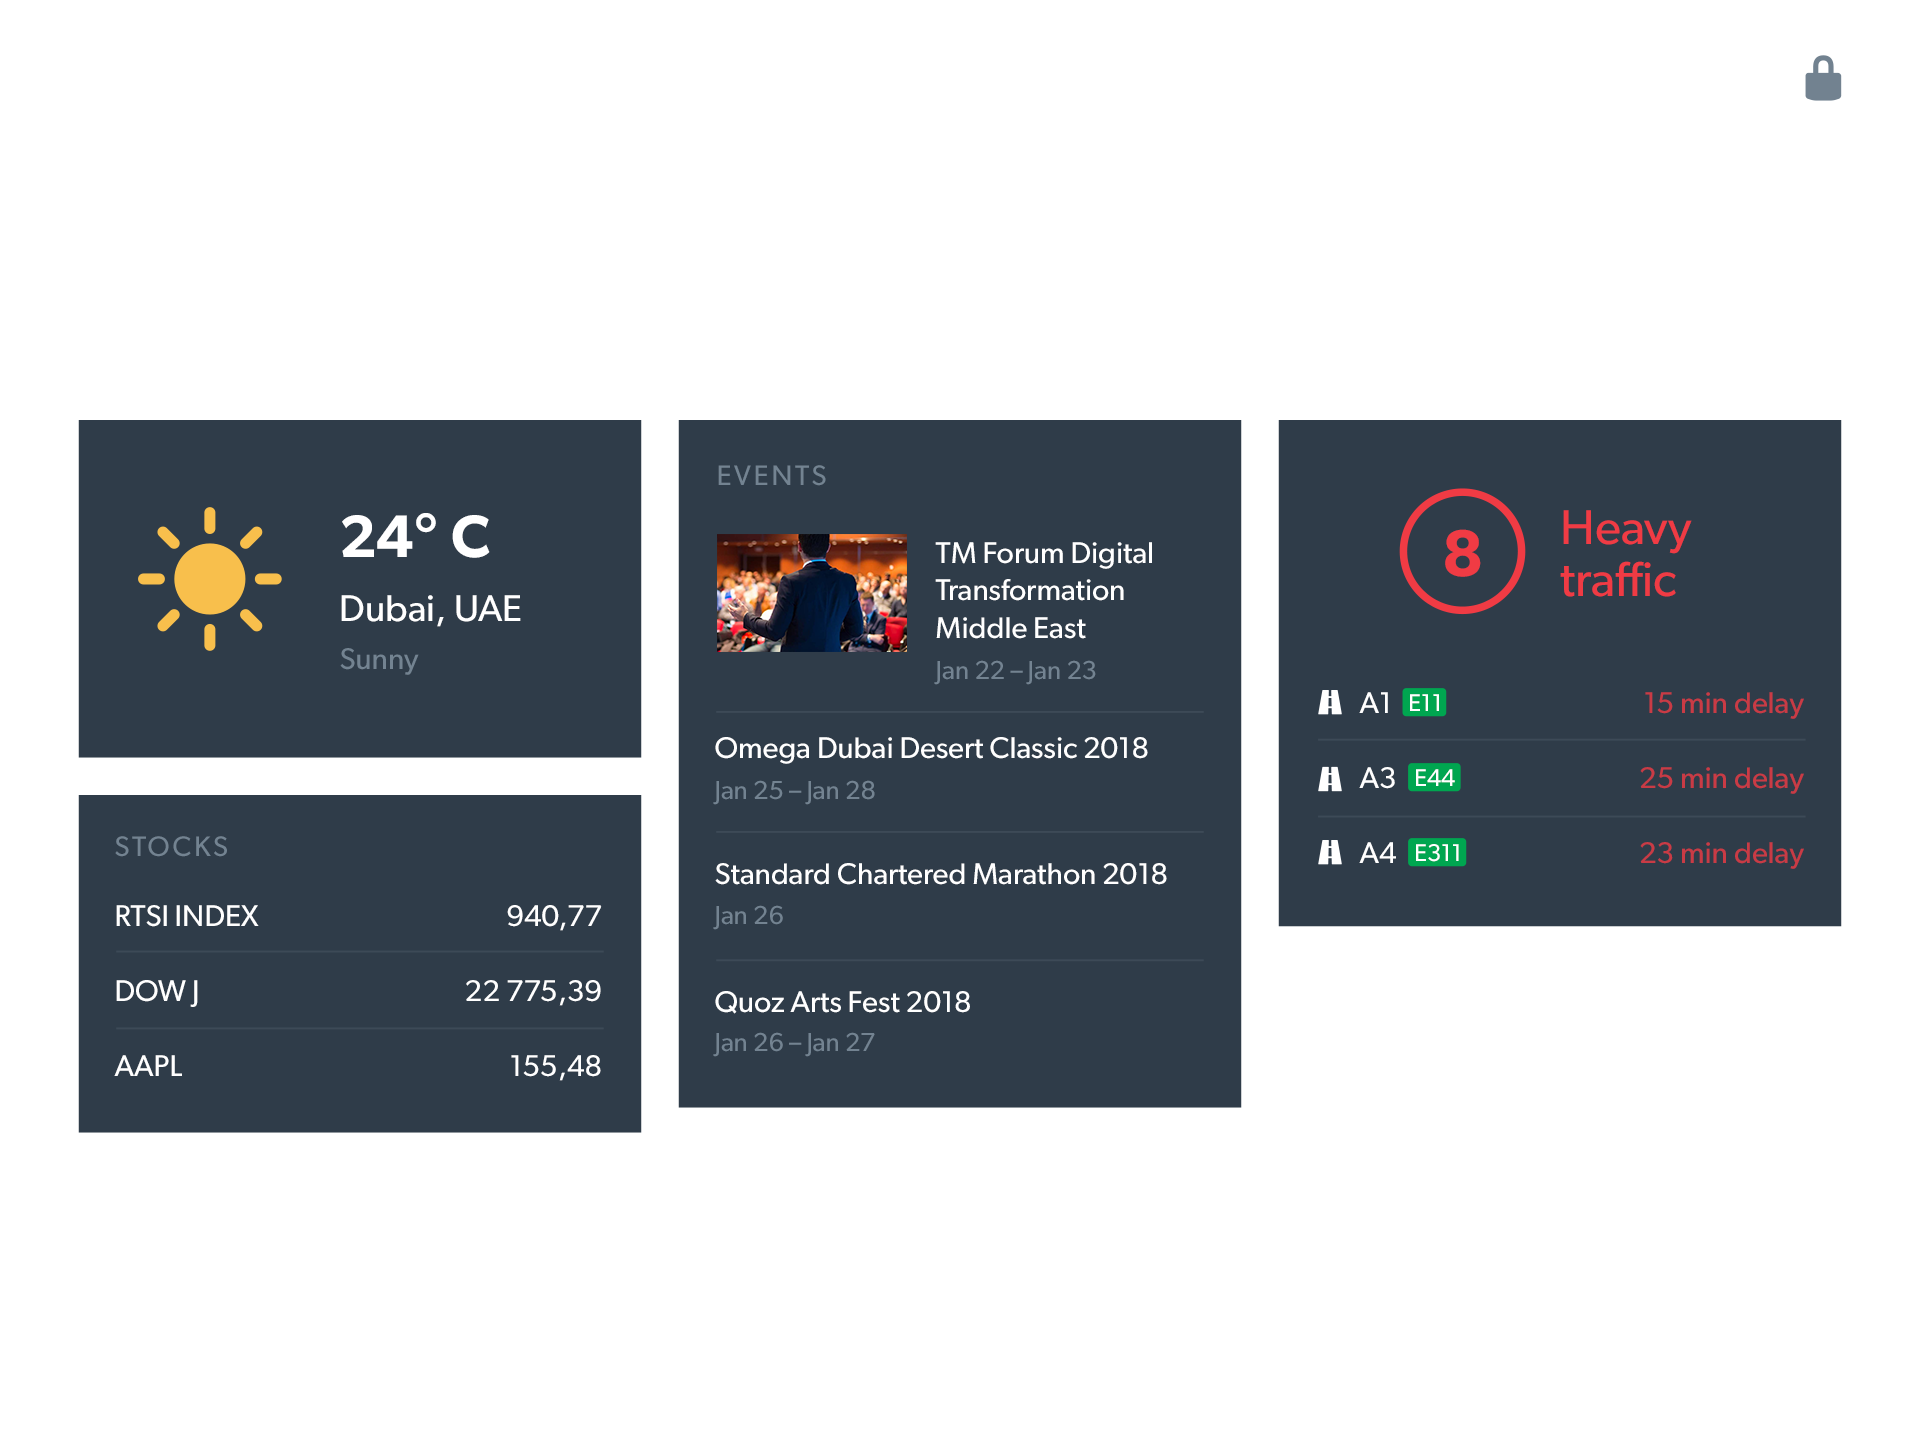 24° C
Dubai, UAE
Sunny
STOCKS
RTSI INDEX 940,77
DOW J 22 775,39
AAPL 155,48
EVENTS
TM Forum Digital
Transformation
Middle East
Jan 22 – Jan 23
Omega Dubai Desert Classic 2018
Jan 25 – Jan 28
Standard Chartered Marathon 2018
Jan 26
Quoz Arts Fest 2018
Jan 26 – Jan 27
8
Heavy
traffic
A1 E11 15 min delay
A3 E44 25 min delay
A4 E311 23 min delay